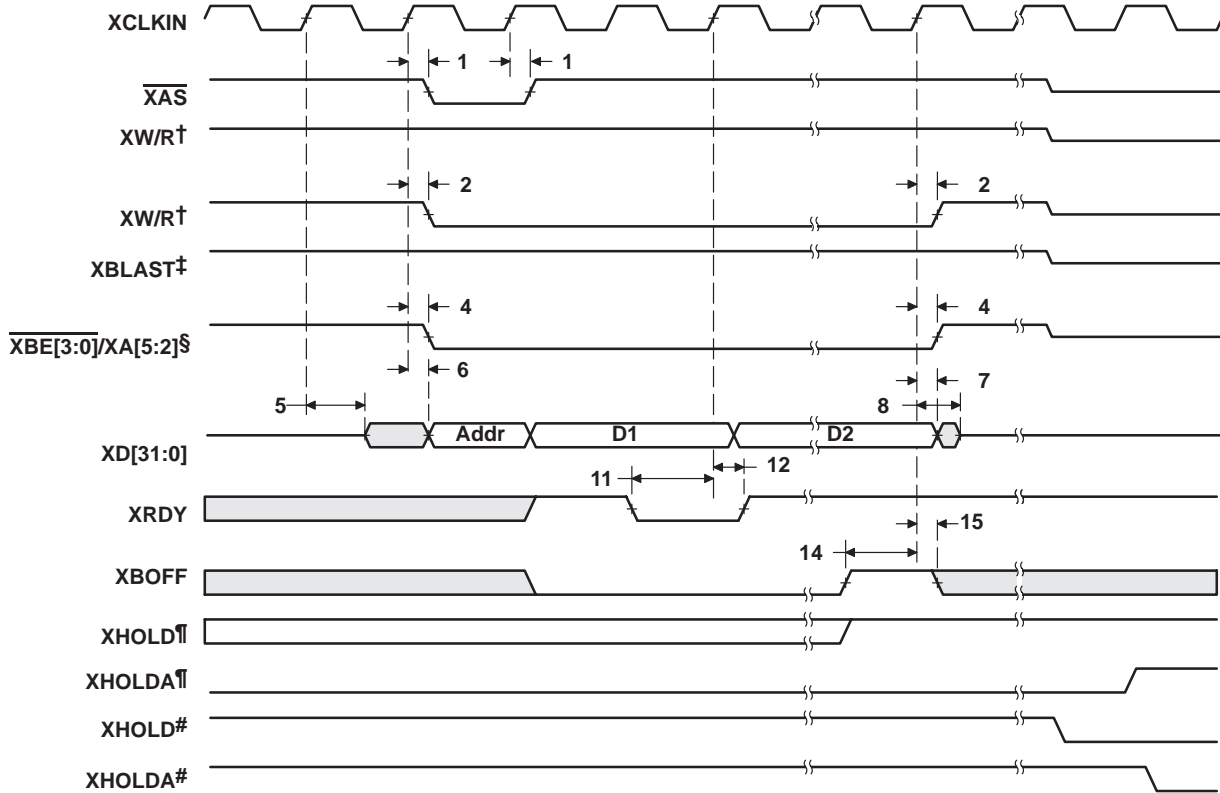 XCLKIN
1 1
XAS
XW/R†
2 2
XW/R†
XBLAST‡
4 4
XBE[3:0]/XA[5:2]§
6 7
5 8
Addr D1 D2
XD[31:0]
11 12
XRDY
14 15
XBOFF
XHOLD¶
XHOLDA¶
XHOLD#
XHOLDA#